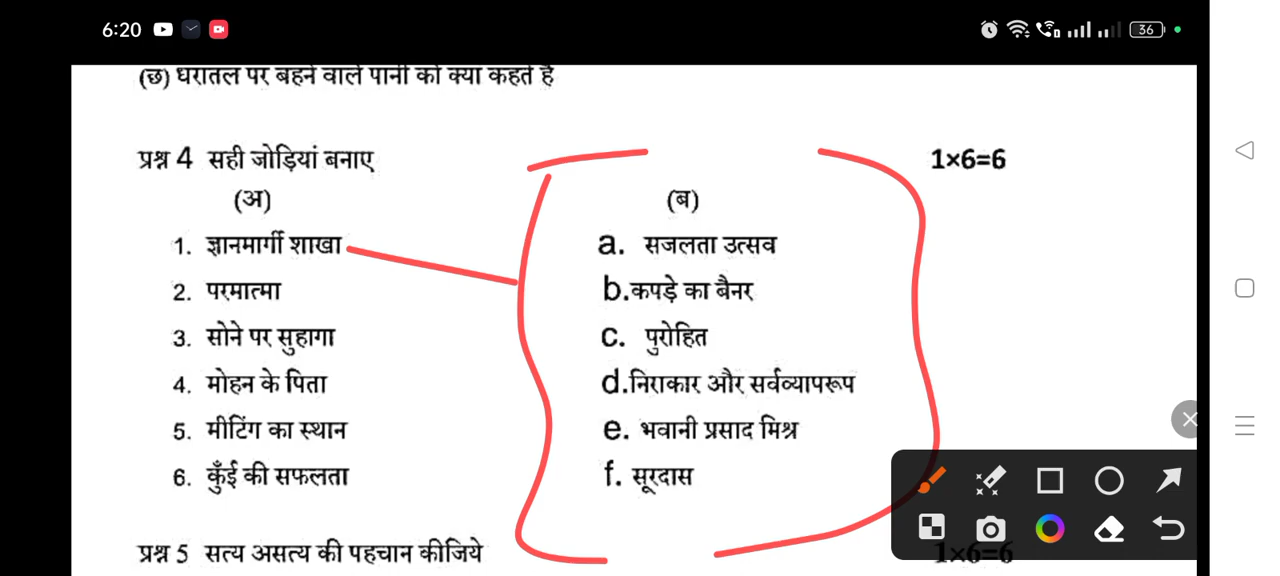 6:20 36
(छ) धरातल पर बहने वाले पानी को क्या कहते है
प्रश्न 4 सही जोड़ियां बनाए 1×6=6
(अ) (ब)
1. ज्ञानमार्गी शाखा a. सजलता उत्सव
2. परमात्मा b.कपड़े का बैनर
3. सोने पर सुहागा c. पुरोहित
4. मोहन के पिता d.निराकार और सर्वव्यापरूप
5. मीटिंग का स्थान e. भवानी प्रसाद मिश्र
6. कुँई की सफलता f. सूरदास
प्रश्न 5 सत्य असत्य की पहचान कीजिये 1×6=6